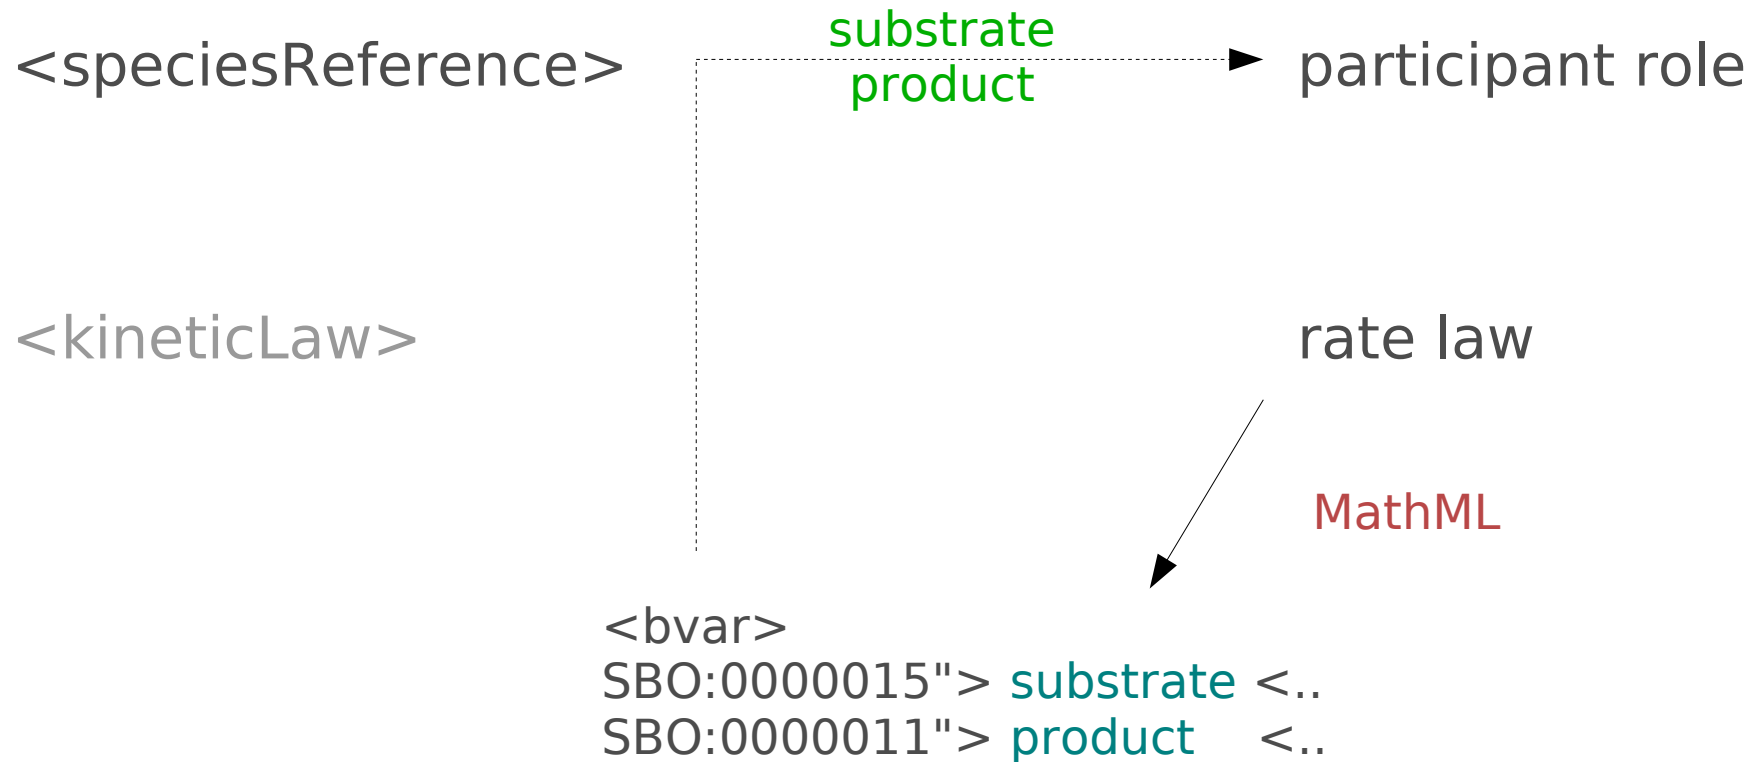 substrate
<speciesReference> participant role
product
<kineticLaw> rate law
MathML
<bvar>
SBO:0000015"> substrate <..
SBO:0000011"> product <..